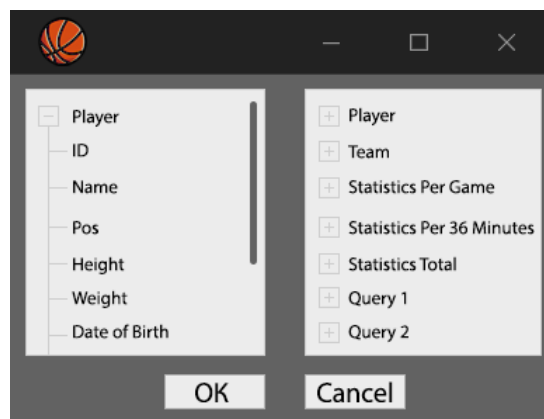 Player
ID
Name
Pos
Height
Weight
Date of Birth
Player
Team
Statistics Per Game
Statistics Per 36 Minutes
Statistics Total
Query 1
Query 2
OK
Cancel